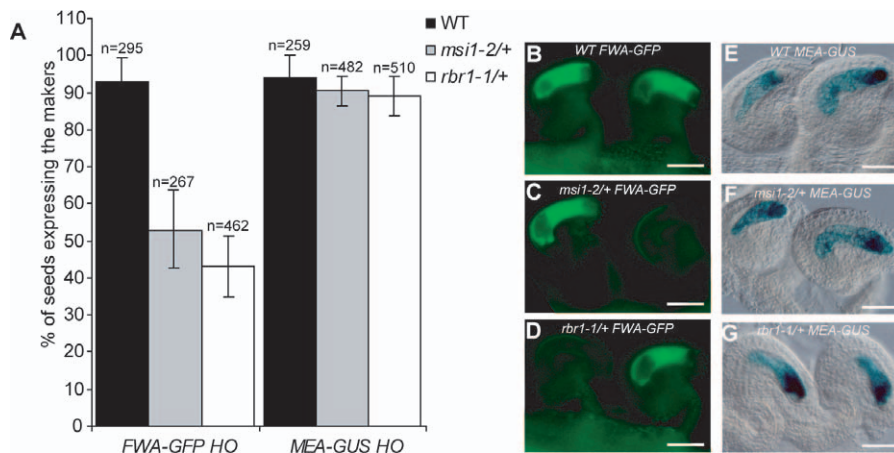 A
% of seeds expressing the makers
110
100
90
80
70
60
50
40
30
20
10
0
n=295
n=267
n=462
n=259
n=482
n=510
FWA-GFP HO
MEA-GUS HO
WT
msi1-2/+
rbr1-1/+
B
WT FWA-GFP
C
msi1-2/+ FWA-GFP
D
rbr1-1/+ FWA-GFP
E
WT MEA-GUS
F
msi1-2/+ MEA-GUS
G
rbr1-1/+ MEA-GUS